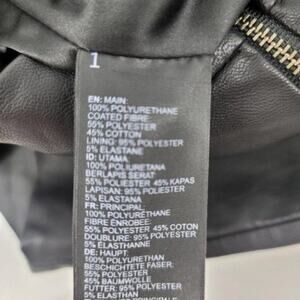 1
EN: MAIN:
100% POLYURETHANE
COATED FIBRE:
55% POLYESTER
45% COTTON
LINING: 95% POLYESTER
5% ELASTANE
ID: UTAMA:
100% POLIURETANA
BERLAPIS SERAT
55% POLIESTER 45% KAPAS
LAPISAN: 95% POLIESTER
5% ELASTANA
FR: PRINCIPAL:
100% POLYURÉTHANE
FIBRE ENROBEE:
55% POLYESTER 45% COTON
DOUBLURE: 95% POLYESTER
5% ÉLASTHANNE
DE: HAUPT:
100% POLYURETHAN
BESCHICHTETE FASER:
55% POLYESTER
45% BAUMWOLLE
FUTTER: 95% POLYESTER
5% ELASTHAN